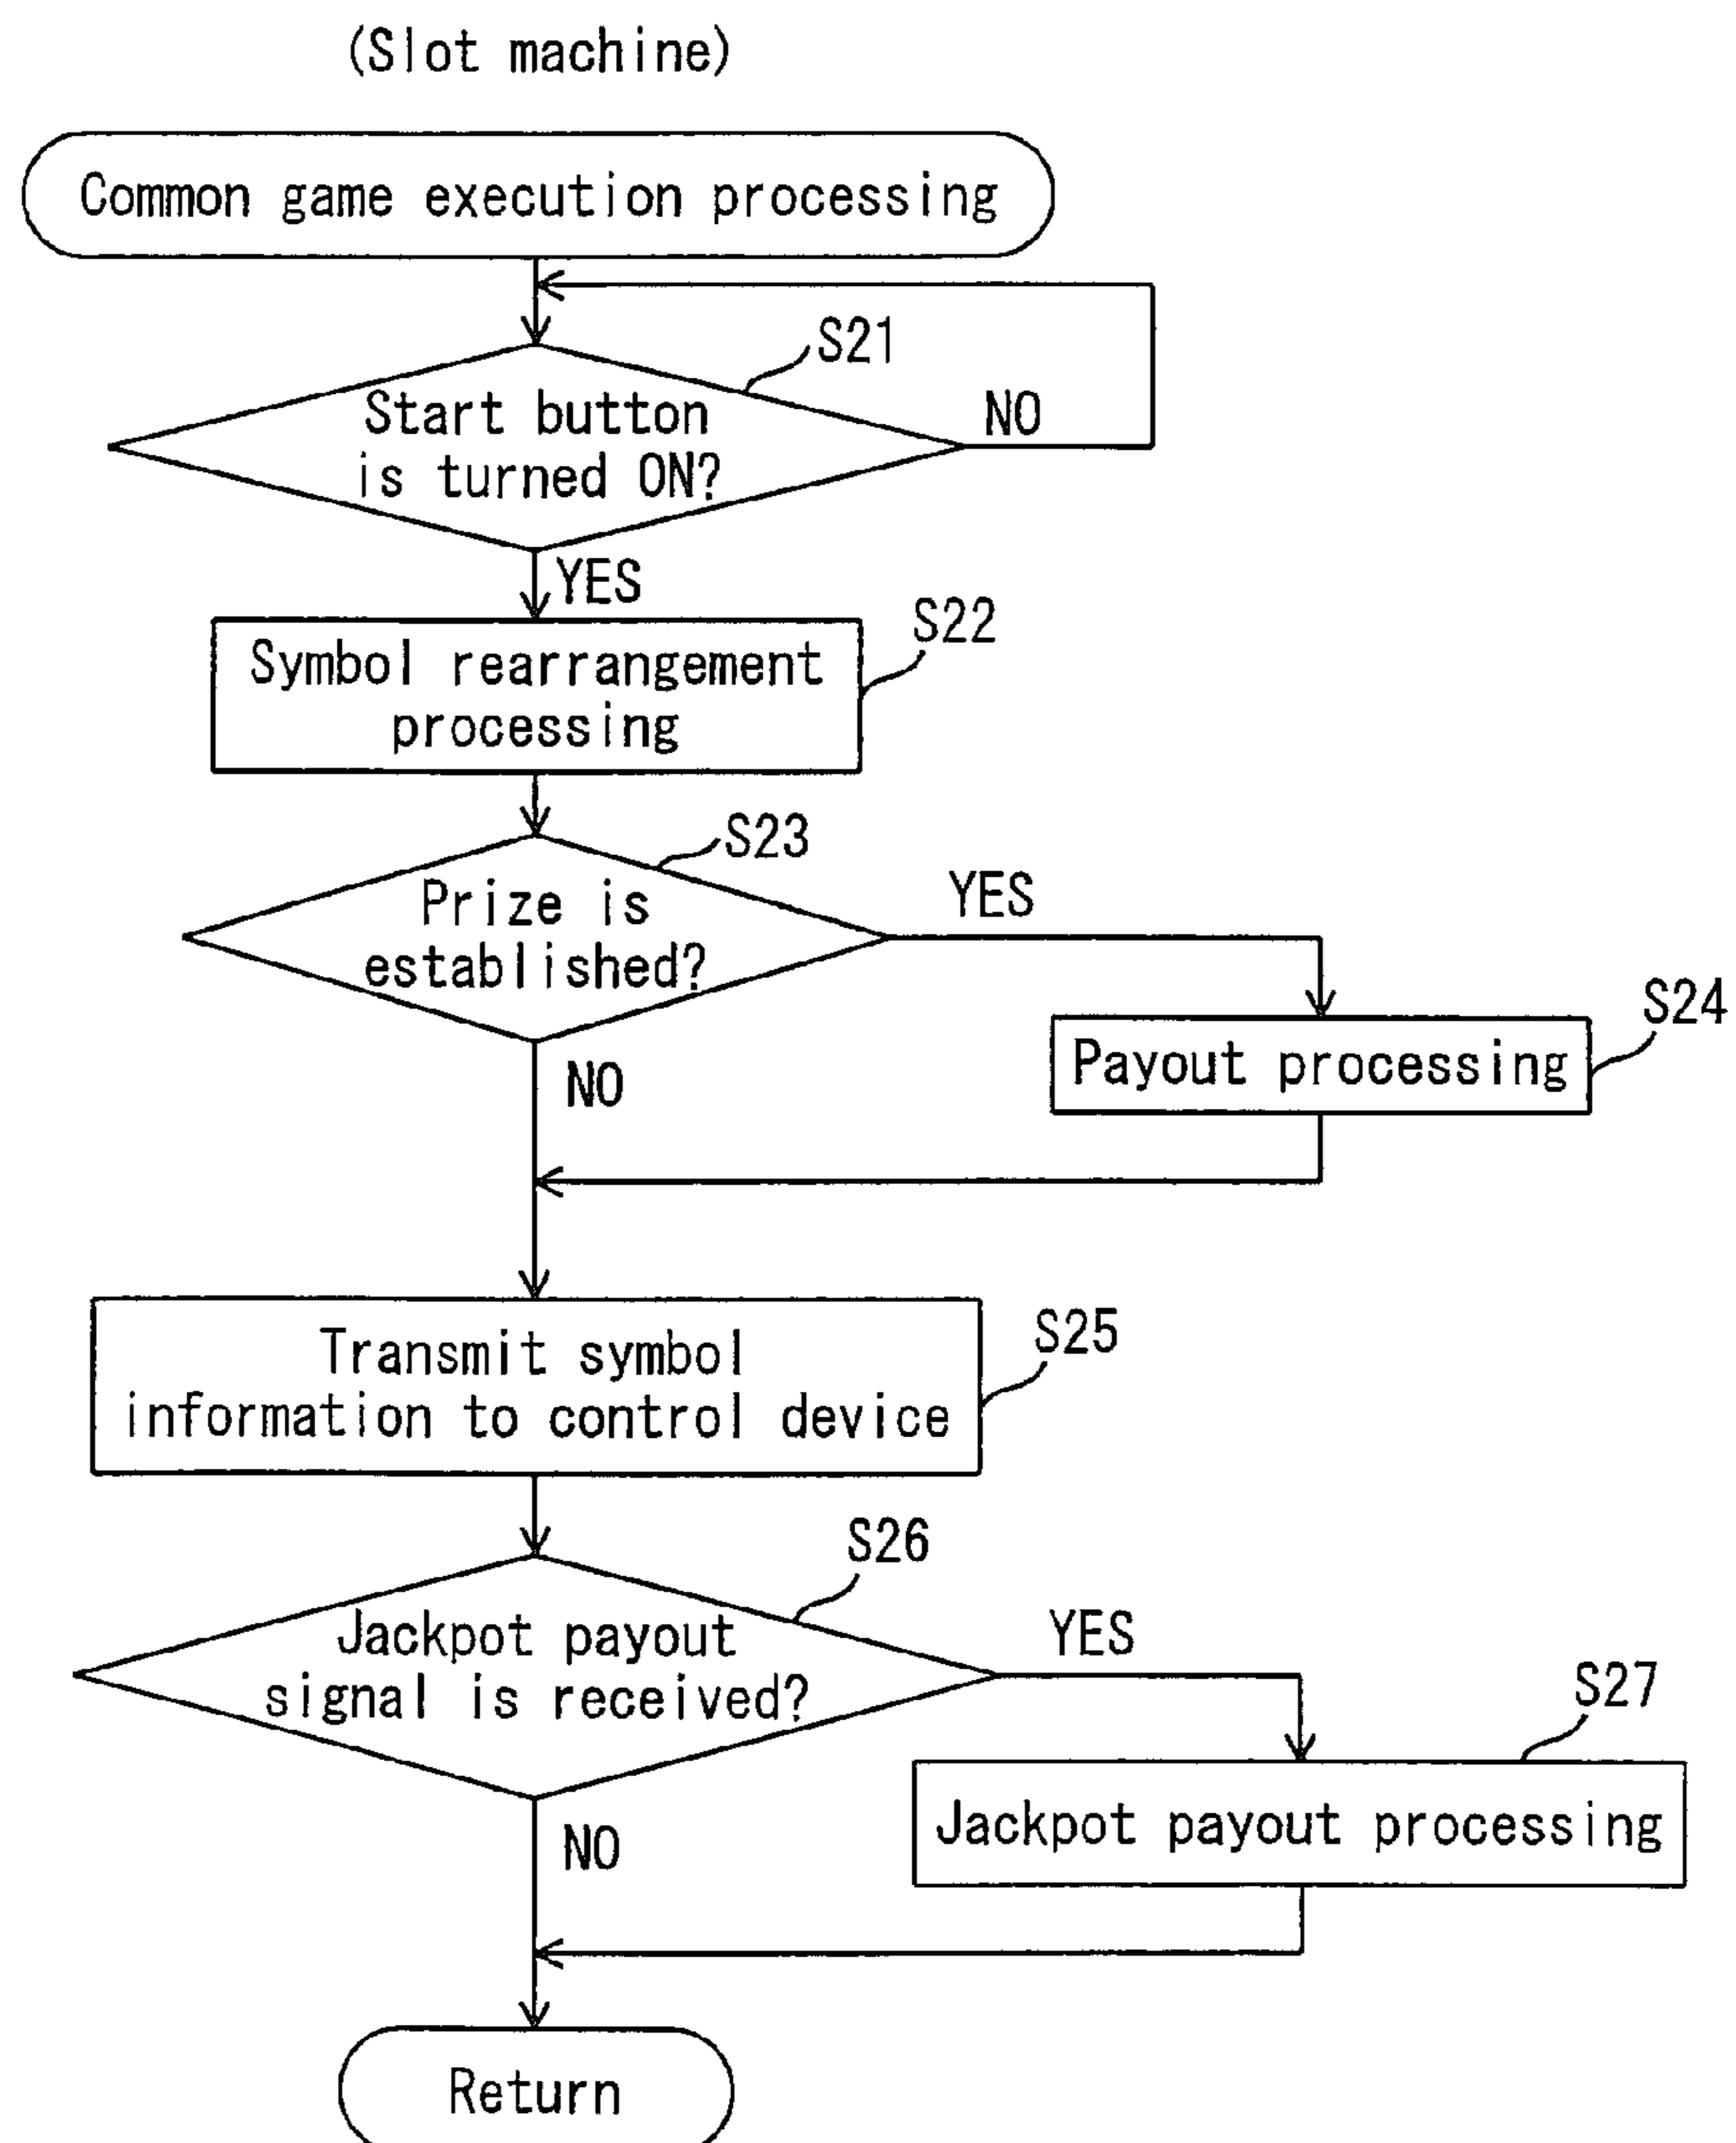 (Slot machine)
Common game execution processing
S21
Start button
is turned ON?
NO
YES
S22
Symbol rearrangement
processing
S23
Prize is
established?
YES
S24
Payout processing
NO
S25
Transmit symbol
information to control device
S26
Jackpot payout
signal is received?
YES
S27
Jackpot payout processing
NO
Return